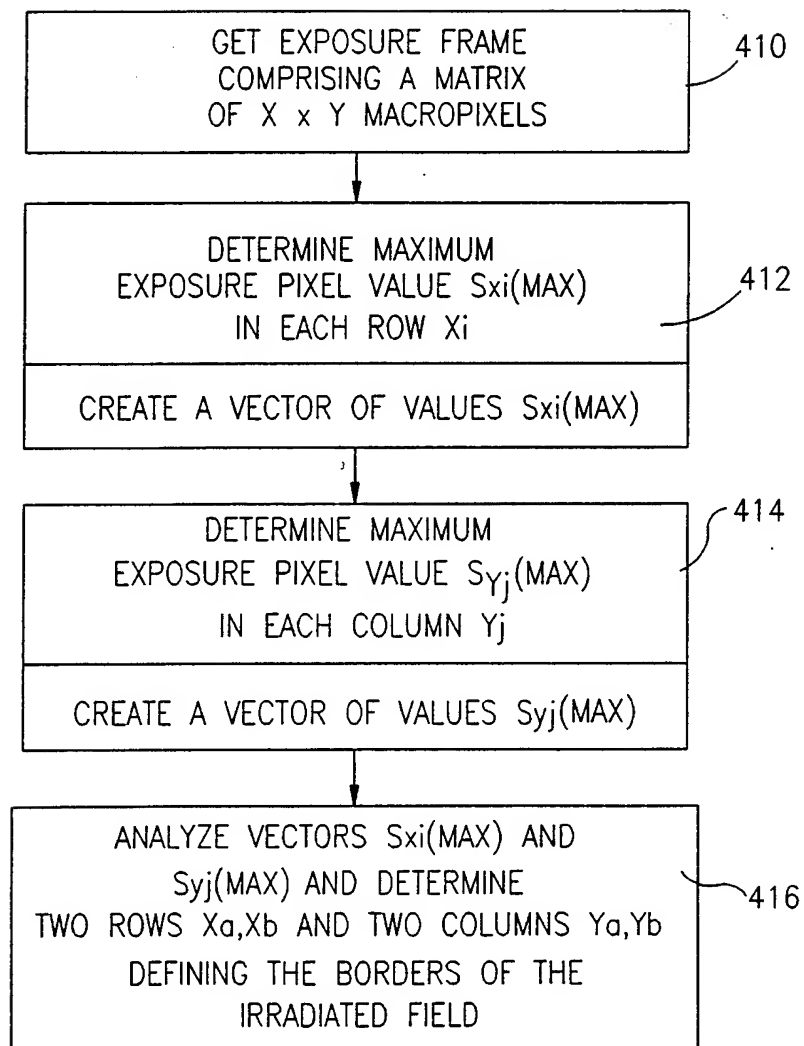 GET EXPOSURE FRAME
COMPRISING A MATRIX
OF X x Y MACROPIXELS
410
DETERMINE MAXIMUM
EXPOSURE PIXEL VALUE Sxi(MAX)
IN EACH ROW Xi
412
CREATE A VECTOR OF VALUES Sxi(MAX)
DETERMINE MAXIMUM
EXPOSURE PIXEL VALUE SYj(MAX)
IN EACH COLUMN Yj
414
CREATE A VECTOR OF VALUES Syj(MAX)
ANALYZE VECTORS Sxi(MAX) AND
Syj(MAX) AND DETERMINE
TWO ROWS Xa,Xb AND TWO COLUMNS Ya,Yb
DEFINING THE BORDERS OF THE
IRRADIATED FIELD
416